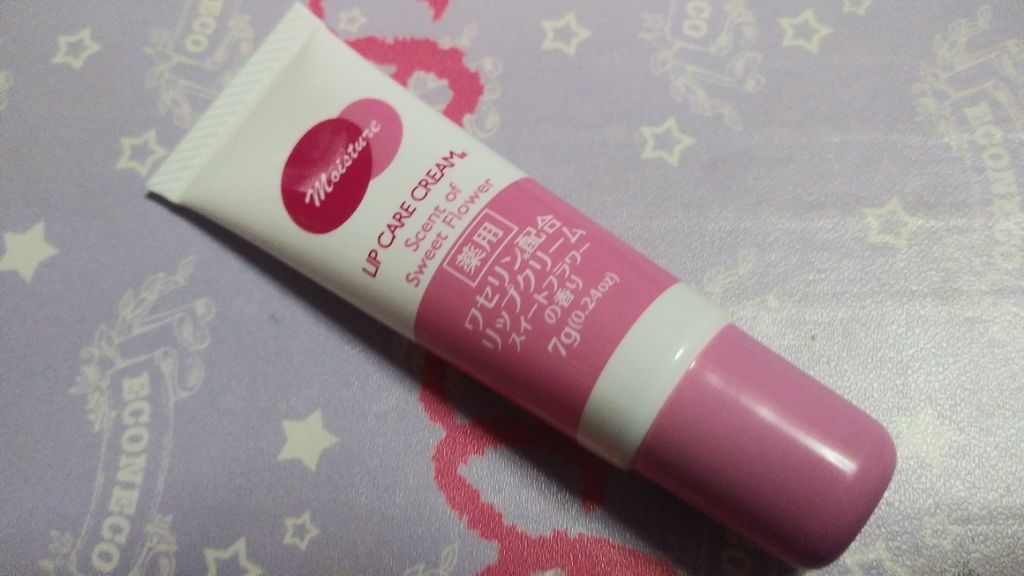 Moisture
LIP CARE CREAM
Scent of
Sweet Flower
薬用
ワセリン配合
リップクリーム
スイートフラワー
の香り
7g(0.24oz)
ECONECO